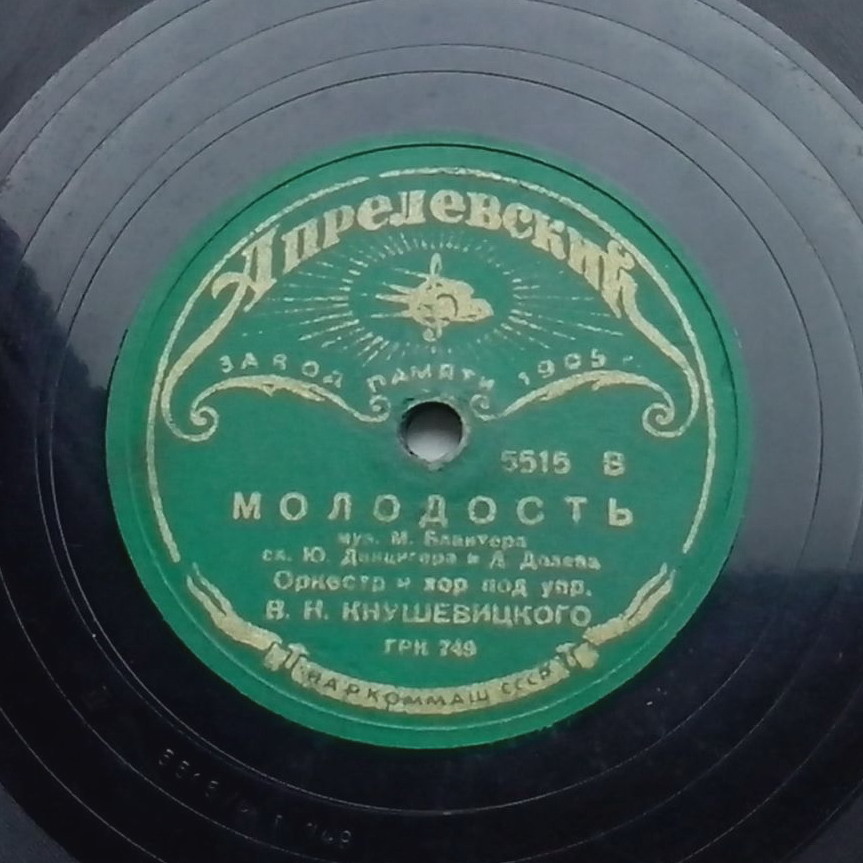 Апрелевский
ЗАВОД ПАМЯТИ 1905 г.
5515 В
МОЛОДОСТЬ
муз. М. Блантера
сл. Ю. Данцигера и Д. Долева
Оркестр и хор под упр.
В. Н. КНУШЕВИЦКОГО
ГРК 749
НАРКОММАШ СССР